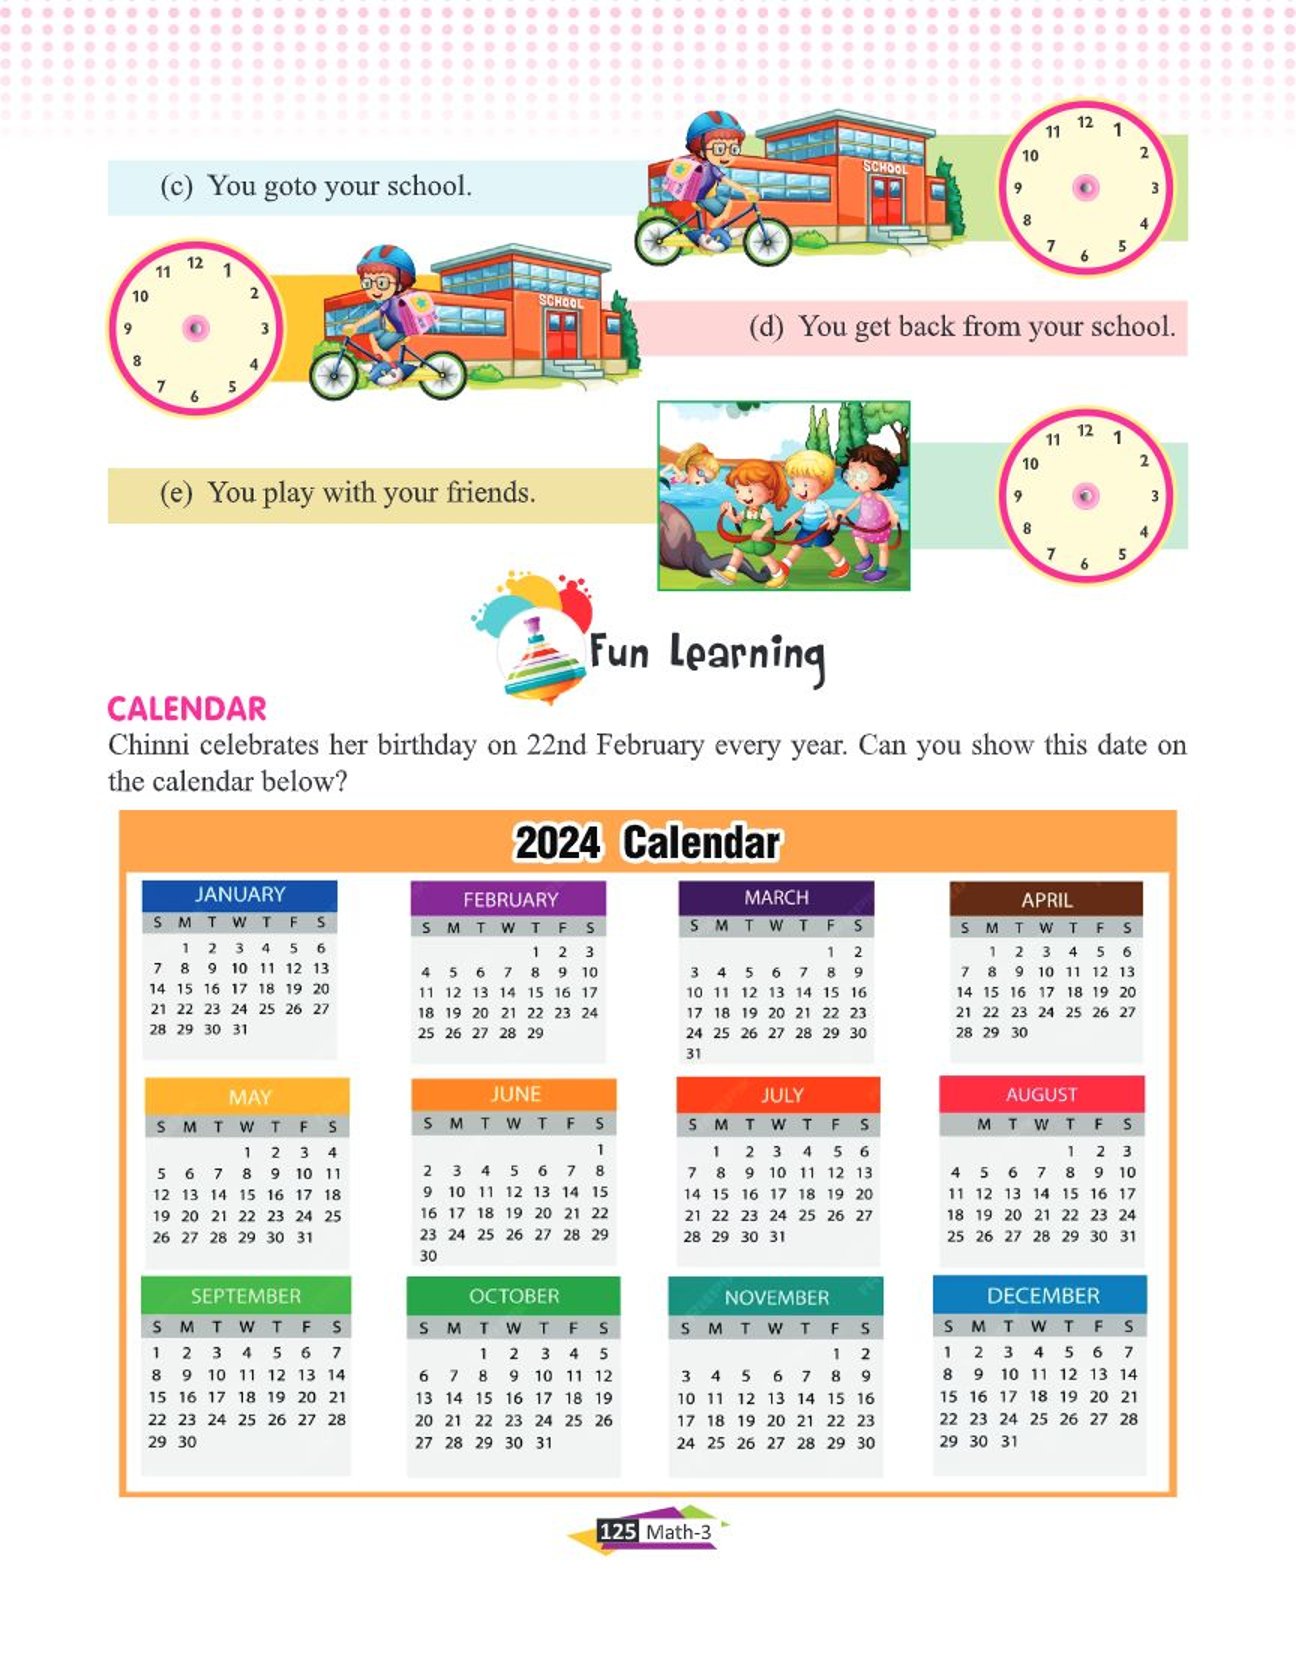 (c) You goto your school.
SCHOOL
12
11 1
10 2
9 3
8 4
7 5
6
12
11 1
10 2
9 3
8 4
7 5
6
SCHOOL
(d) You get back from your school.
(e) You play with your friends.
12
11 1
10 2
9 3
8 4
7 5
6
Fun Learning
CALENDAR
Chinni celebrates her birthday on 22nd February every year. Can you show this date on
the calendar below?
2024 Calendar
JANUARY
S M T W T F S
1 2 3 4 5 6
7 8 9 10 11 12 13
14 15 16 17 18 19 20
21 22 23 24 25 26 27
28 29 30 31
FEBRUARY
S M T W T F S
1 2 3
4 5 6 7 8 9 10
11 12 13 14 15 16 17
18 19 20 21 22 23 24
25 26 27 28 29
MARCH
S M T W T F S
1 2
3 4 5 6 7 8 9
10 11 12 13 14 15 16
17 18 19 20 21 22 23
24 25 26 27 28 29 30
31
APRIL
S M T W T F S
1 2 3 4 5 6
7 8 9 10 11 12 13
14 15 16 17 18 19 20
21 22 23 24 25 26 27
28 29 30
MAY
S M T W T F S
1 2 3 4
5 6 7 8 9 10 11
12 13 14 15 16 17 18
19 20 21 22 23 24 25
26 27 28 29 30 31
JUNE
S M T W T F S
1
2 3 4 5 6 7 8
9 10 11 12 13 14 15
16 17 18 19 20 21 22
23 24 25 26 27 28 29
30
JULY
S M T W T F S
1 2 3 4 5 6
7 8 9 10 11 12 13
14 15 16 17 18 19 20
21 22 23 24 25 26 27
28 29 30 31
AUGUST
M T W T F S
1 2 3
4 5 6 7 8 9 10
11 12 13 14 15 16 17
18 19 20 21 22 23 24
25 26 27 28 29 30 31
SEPTEMBER
S M T W T F S
1 2 3 4 5 6 7
8 9 10 11 12 13 14
15 16 17 18 19 20 21
22 23 24 25 26 27 28
29 30
OCTOBER
S M T W T F S
1 2 3 4 5
6 7 8 9 10 11 12
13 14 15 16 17 18 19
20 21 22 23 24 25 26
27 28 29 30 31
NOVEMBER
S M T W T F S
1 2
3 4 5 6 7 8 9
10 11 12 13 14 15 16
17 18 19 20 21 22 23
24 25 26 27 28 29 30
DECEMBER
S M T W T F S
1 2 3 4 5 6 7
8 9 10 11 12 13 14
15 16 17 18 19 20 21
22 23 24 25 26 27 28
29 30 31
125 Math-3